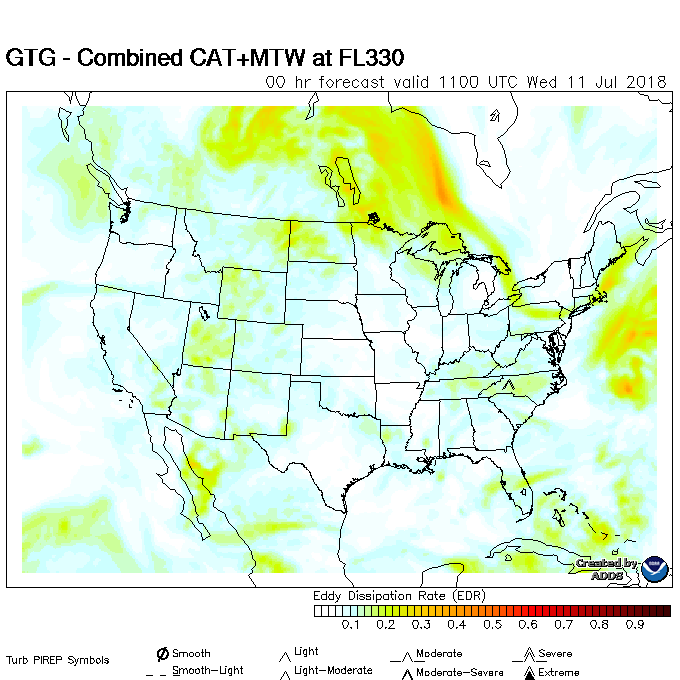 GTG - Combined CAT+MTW at FL330
00 hr forecast valid 1100 UTC Wed 11 Jul 2018
Created by
ADDS
Eddy Dissipation Rate (EDR)
0.1 0.2 0.3 0.4 0.5 0.6 0.7 0.8 0.9
Turb PIREP Symbols
Smooth Light Moderate Severe
Smooth-Light Light-Moderate Moderate-Severe Extreme